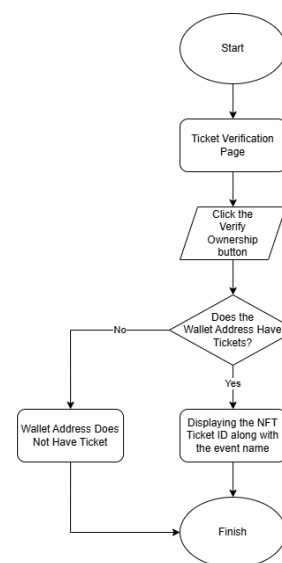 Start
Ticket Verification
Page
Click the
Verify
Ownership
button
Does the
Wallet Address Have
Tickets?
No
Yes
Wallet Address Does
Not Have Ticket
Displaying the NFT
Ticket ID along with
the event name
Finish